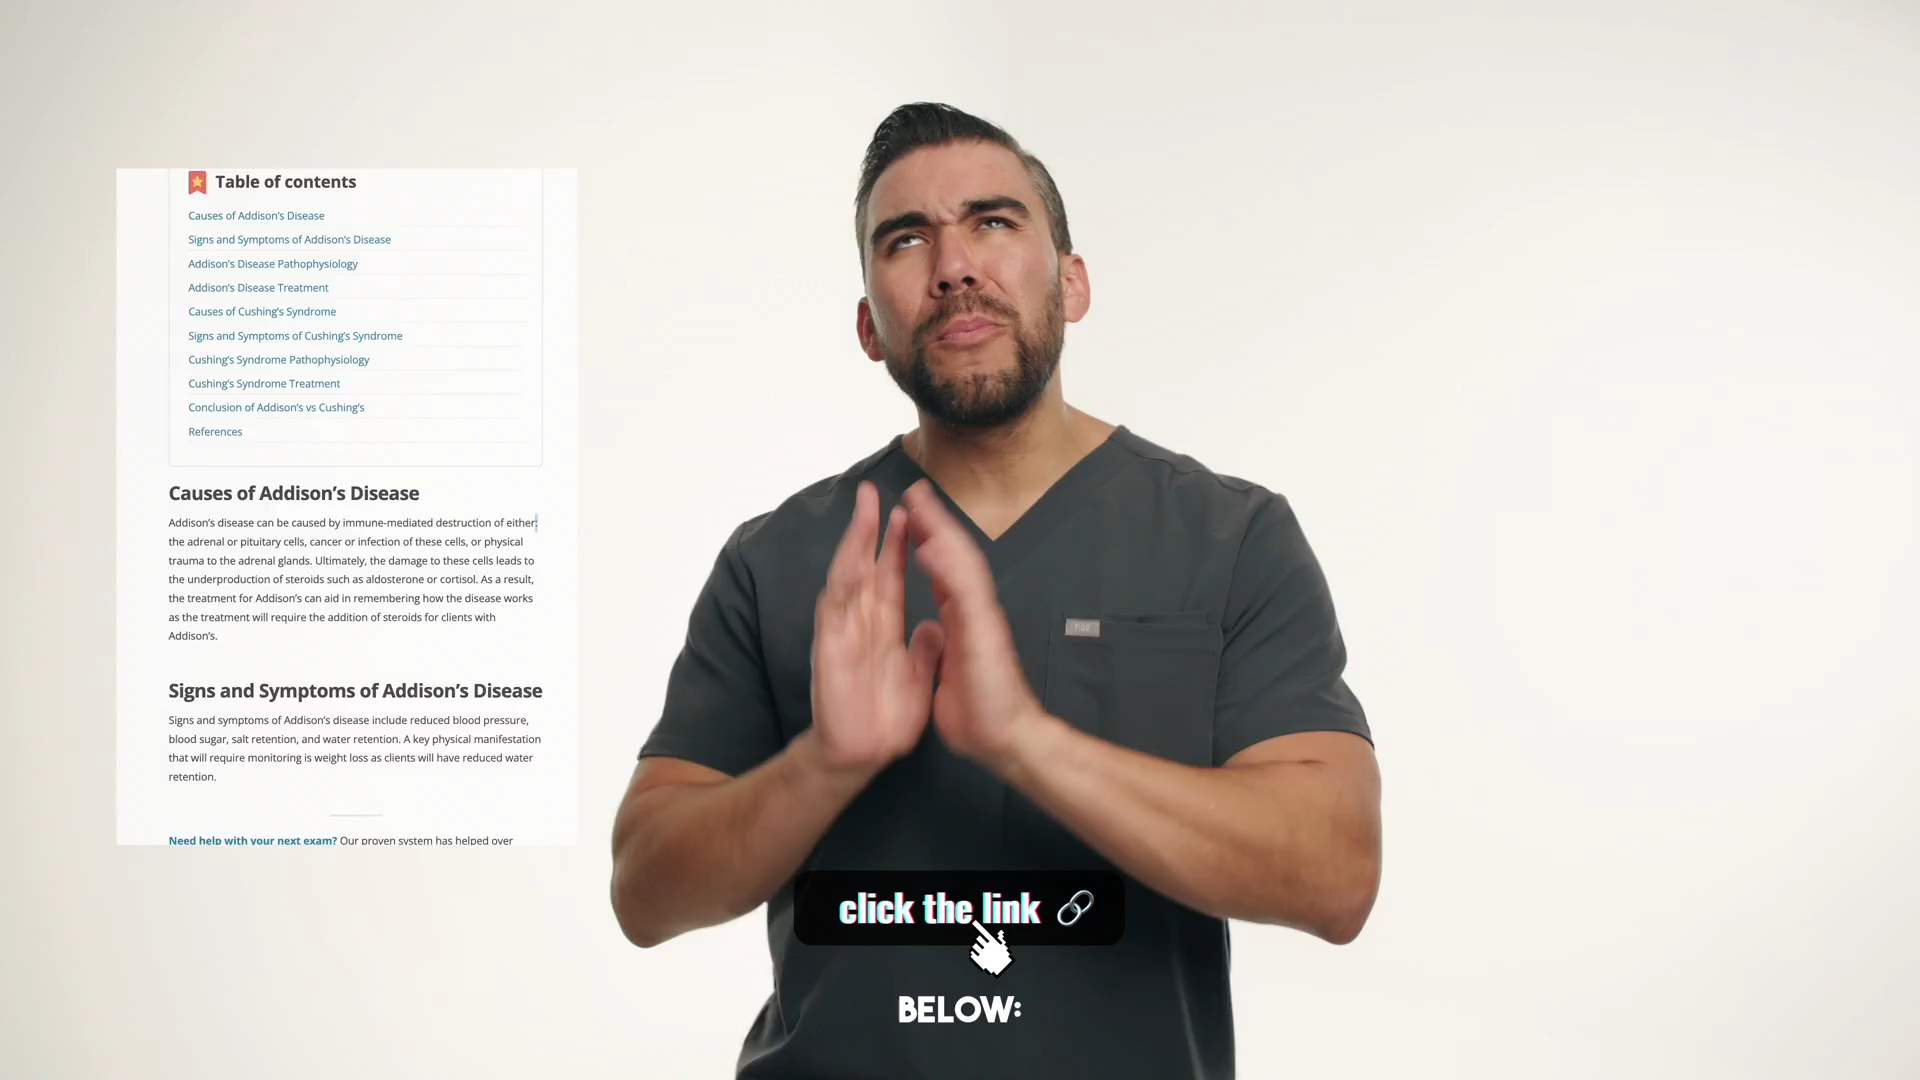 Table of contents
Causes of Addison's Disease
Signs and Symptoms of Addison's Disease
Addison's Disease Pathophysiology
Addison's Disease Treatment
Causes of Cushing's Syndrome
Signs and Symptoms of Cushing's Syndrome
Cushing's Syndrome Pathophysiology
Cushing's Syndrome Treatment
Conclusion of Addison's vs Cushing's
References
Causes of Addison's Disease
Addison's disease can be caused by immune-mediated destruction of either:
the adrenal or pituitary cells, cancer or infection of these cells, or physical
trauma to the adrenal glands. Ultimately, the damage to these cells leads to
the underproduction of steroids such as aldosterone or cortisol. As a result,
the treatment for Addison's can aid in remembering how the disease works
as the treatment will require the addition of steroids for clients with
Addison's.
Signs and Symptoms of Addison's Disease
Signs and symptoms of Addison's disease include reduced blood pressure,
blood sugar, salt retention, and water retention. A key physical manifestation
that will require monitoring is weight loss as clients will have reduced water
retention.
Need help with your next exam? Our proven system has helped over
click the link
BELOW: